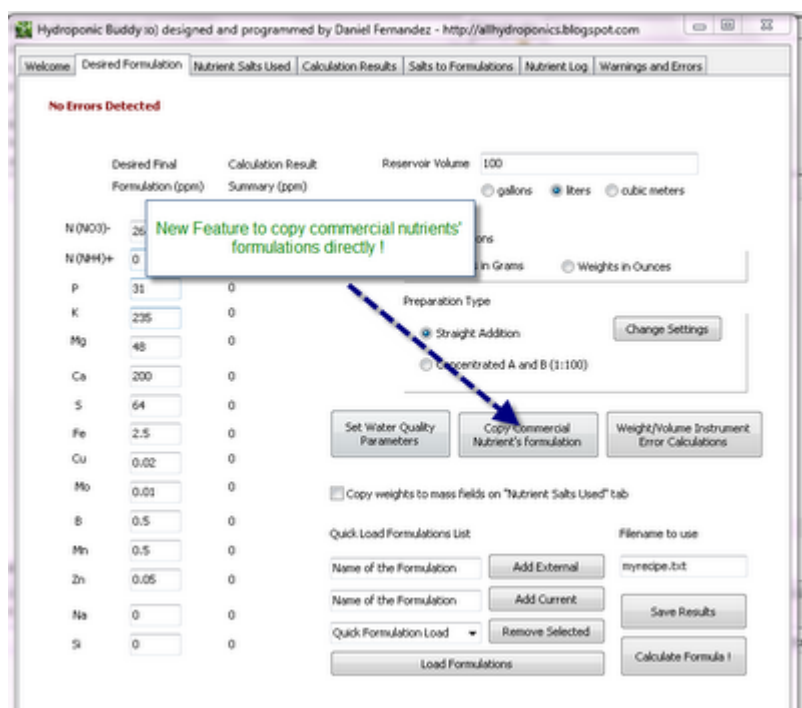 Hydroponic Buddy :o) designed and programmed by Daniel Fernandez - http://allhydroponics.blogspot.com
Welcome Desired Formulation Nutrient Salts Used Calculation Results Salts to Formulations Nutrient Log Warnings and Errors
No Errors Detected
Desired Final Formulation (ppm)
Calculation Result Summary (ppm)
Reservoir Volume 100
gallons liters cubic meters
New Feature to copy commercial nutrients'
formulations directly !
N (NO3)- 26
ons
N (NH4)+ 0
in Grams Weights in Ounces
P 31 0
Preparation Type
K 235 0
Straight Addition Change Settings
Mg 48 0
Concentrated A and B (1:100)
Ca 200 0
S 64 0
Set Water Quality
Parameters
Copy Commercial
Nutrient's formulation
Weight/Volume Instrument
Error Calculations
Fe 2.5 0
Cu 0.02 0
Mo 0.01 0
Copy weights to mass fields on "Nutrient Salts Used" tab
B 0.5 0
Quick Load Formulations List Filename to use
Mn 0.5 0
Name of the Formulation Add External myrecipe.txt
Zn 0.05 0
Name of the Formulation Add Current Save Results
Na 0 0
Quick Formulation Load Remove Selected
Si 0 0
Load Formulations Calculate Formula !